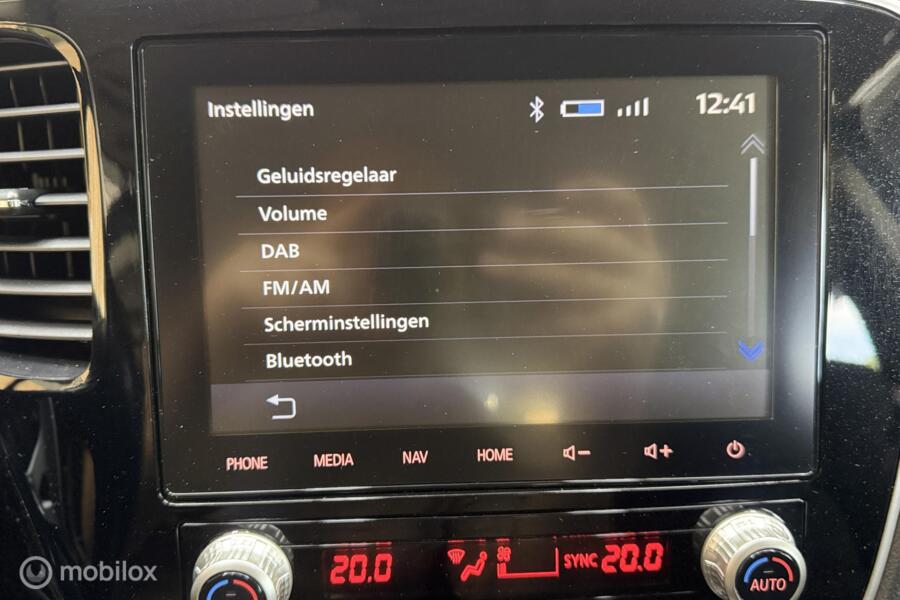 Instellingen 12:41
Geluidsregelaar
Volume
DAB
FM/AM
Scherminstellingen
Bluetooth
PHONE MEDIA NAV HOME
20.0 SYNC 20.0
AUTO
mobilox